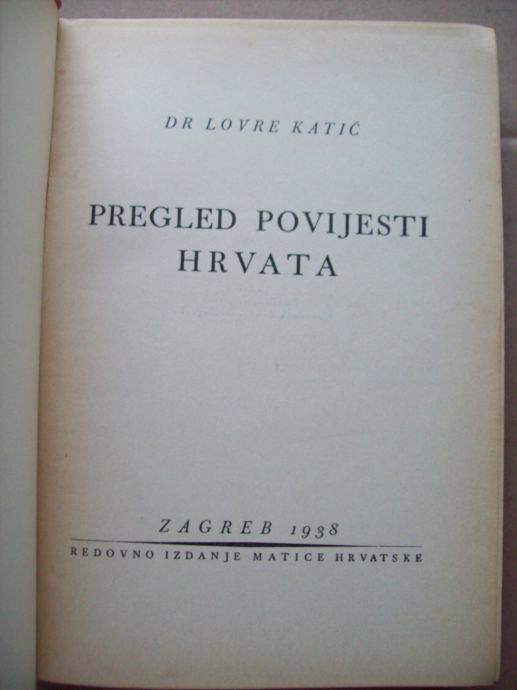 DR LOVRE KATIĆ
PREGLED POVIJESTI
HRVATA
ZAGREB 1938
REDOVNO IZDANJE MATICE HRVATSKE